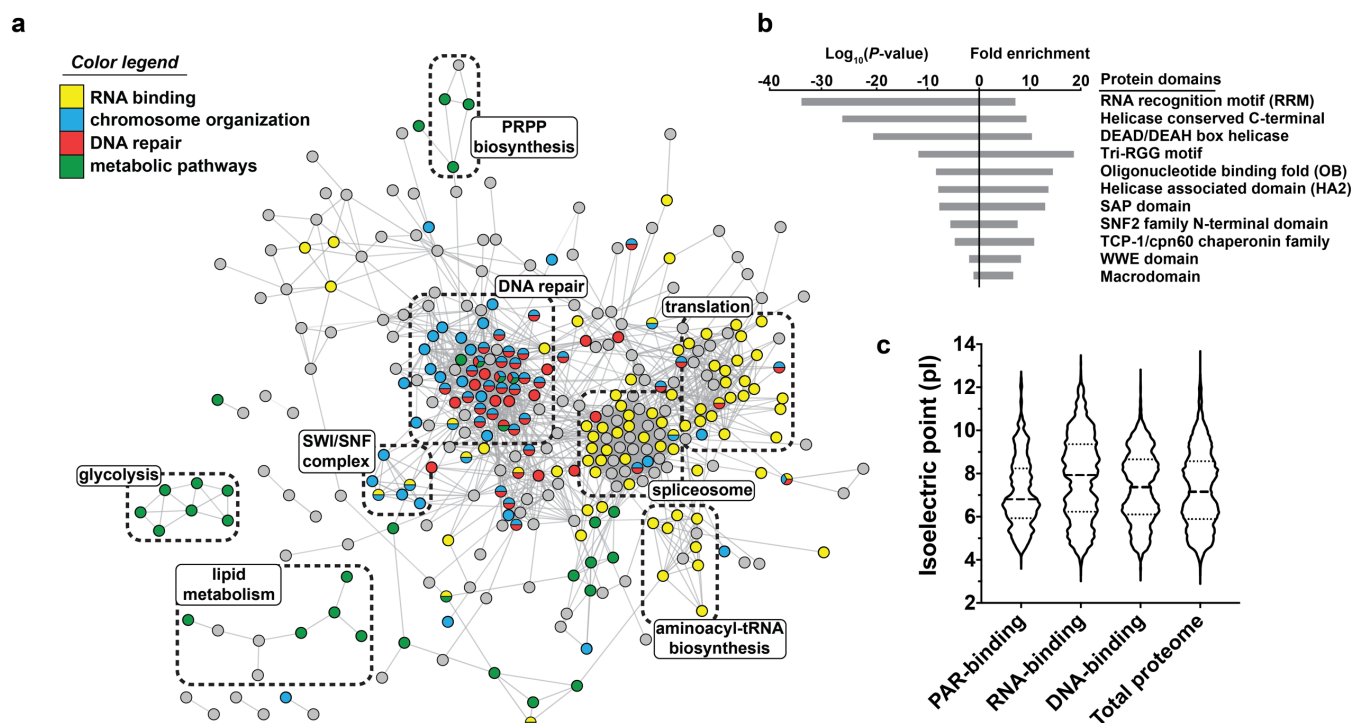 a
Color legend
RNA binding
chromosome organization
DNA repair
metabolic pathways
PRPP
biosynthesis
DNA repair
translation
SWI/SNF
complex
glycolysis
spliceosome
lipid
metabolism
aminoacyl-tRNA
biosynthesis
b
Log10(P-value)
Fold enrichment
-40 -30 -20 -10 0 10 20
Protein domains
RNA recognition motif (RRM)
Helicase conserved C-terminal
DEAD/DEAH box helicase
Tri-RGG motif
Oligonucleotide binding fold (OB)
Helicase associated domain (HA2)
SAP domain
SNF2 family N-terminal domain
TCP-1/cpn60 chaperonin family
WWE domain
Macrodomain
c
Isoelectric point (pI)
14
12
10
8
6
4
2
PAR-binding
RNA-binding
DNA-binding
Total proteome